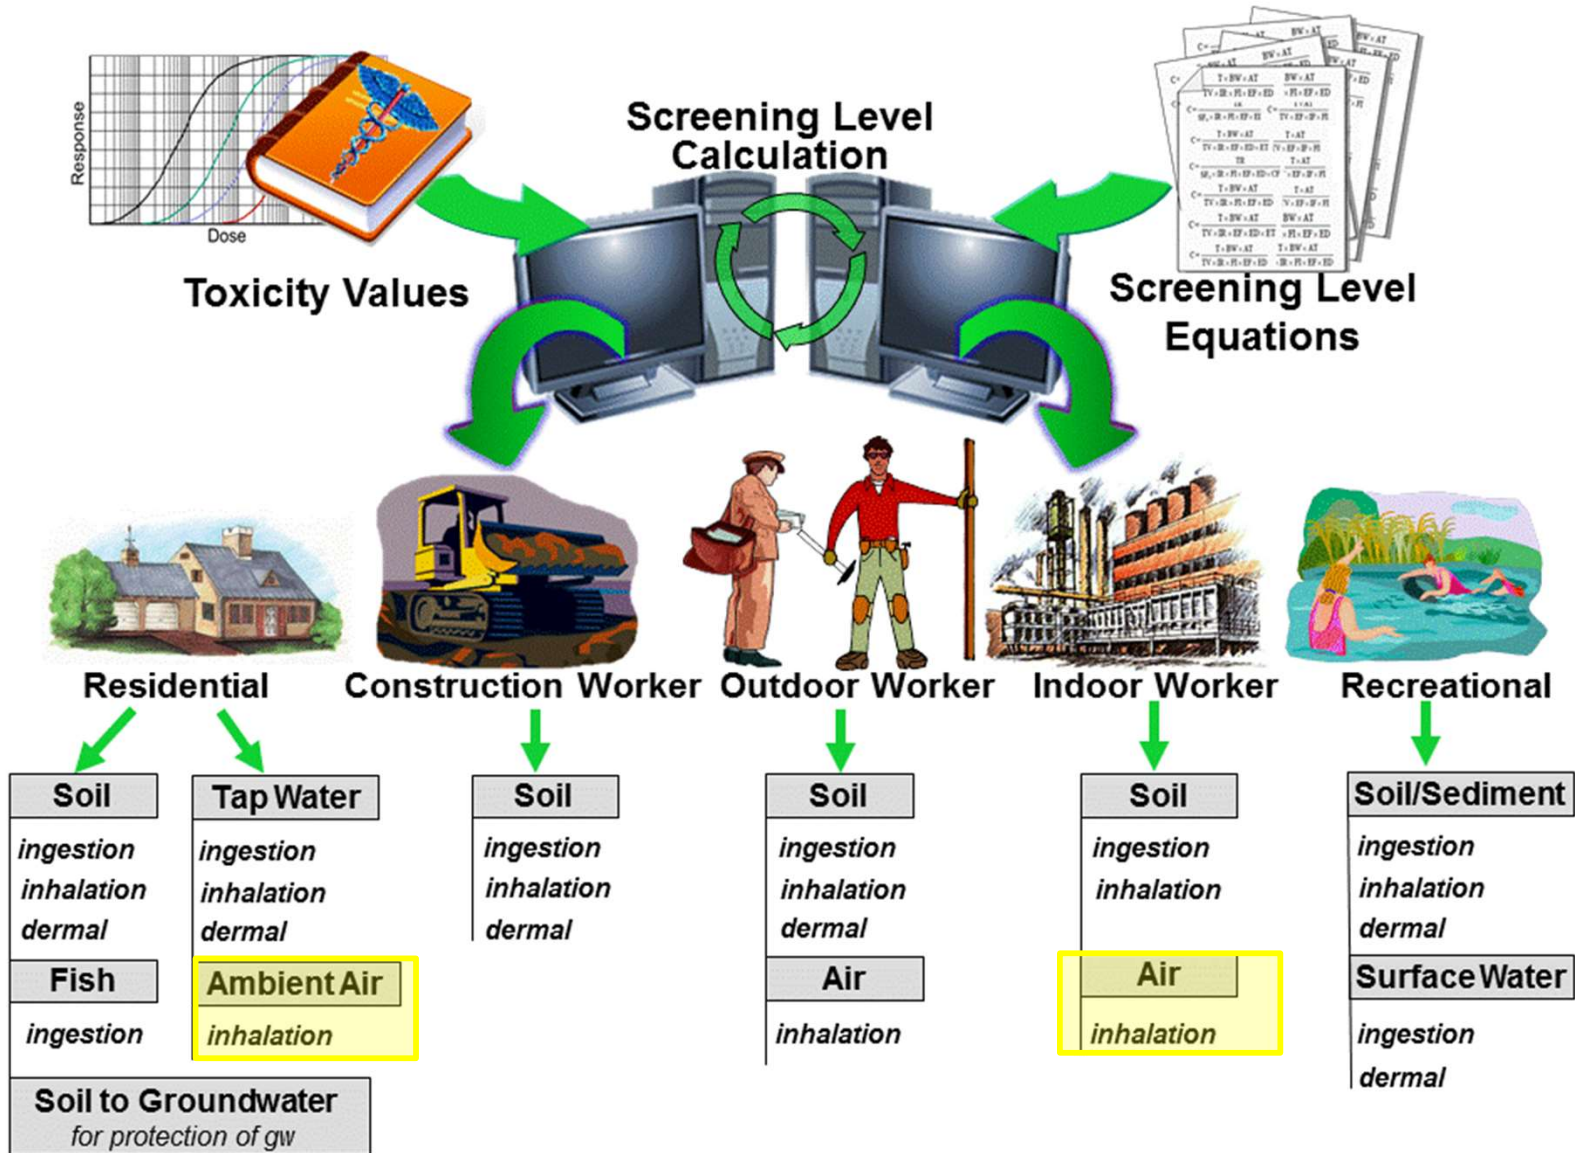 Response
Dose
Toxicity Values
Screening Level
Calculation
Screening Level
Equations
Residential
Construction Worker
Outdoor Worker
Indoor Worker
Recreational
Soil
ingestion
inhalation
dermal
Fish
ingestion
Soil to Groundwater
for protection of gw
Tap Water
ingestion
inhalation
dermal
Ambient Air
inhalation
Soil
ingestion
inhalation
dermal
Soil
ingestion
inhalation
dermal
Air
inhalation
Soil
ingestion
inhalation
Air
inhalation
Soil/Sediment
ingestion
inhalation
dermal
Surface Water
ingestion
dermal